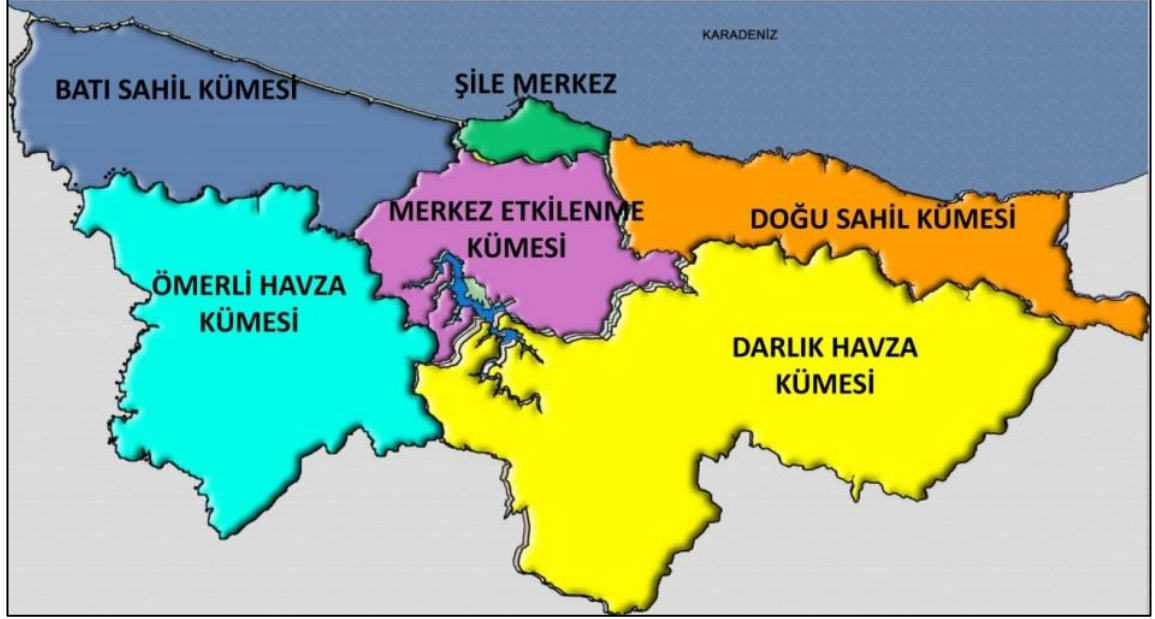 KARADENİZ
BATI SAHİL KÜMESİ
ŞİLE MERKEZ
MERKEZ ETKİLENME
KÜMESİ
DOĞU SAHİL KÜMESİ
ÖMERLİ HAVZA
KÜMESİ
DARLIK HAVZA
KÜMESİ